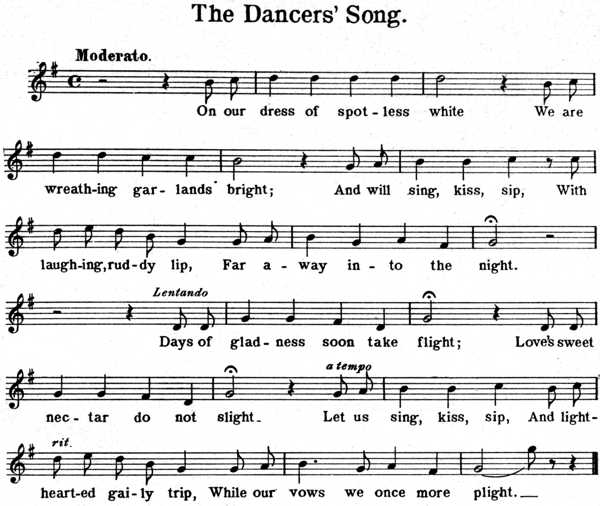 The Dancers' Song.
Moderato.
On our dress of spot-less white We are
wreath-ing gar-lands bright; And will sing, kiss, sip, With
laugh-ing, rud-dy lip, Far a-way in-to the night.
Lentando
Days of glad-ness soon take flight; Love's sweet
a tempo
nec-tar do not slight. Let us sing, kiss, sip, And light-
rit.
heart-ed gai-ly trip, While our vows we once more plight.